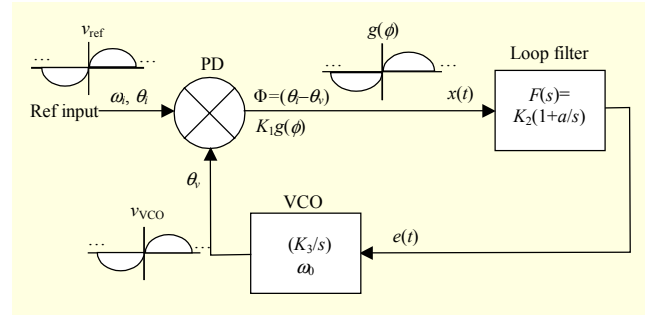 v_ref
g(ϕ)
PD
Loop filter
Ref input
ω_i, θ_i
Φ=(θ_i−θ_v)
K_1g(ϕ)
x(t)
F(s)=
K_2(1+a/s)
θ_v
VCO
v_VCO
(K_3/s)
ω_0
e(t)